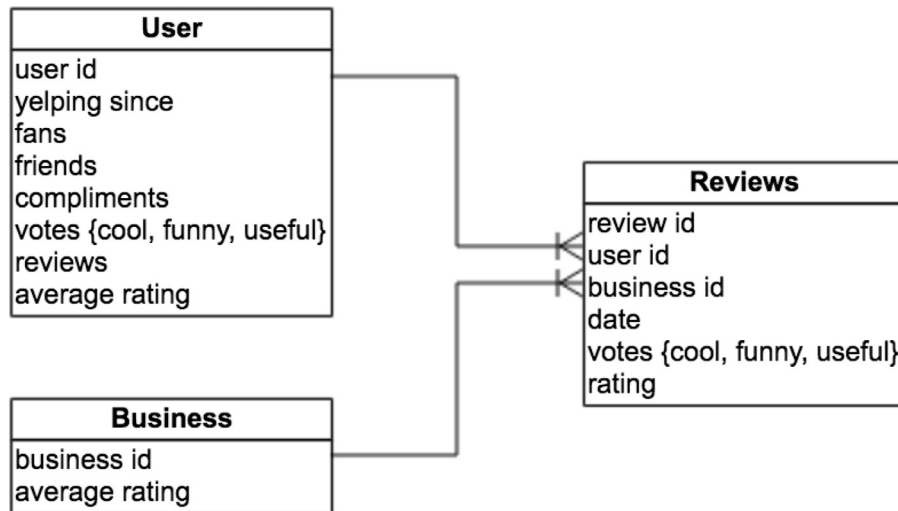 User
user id
yelping since
fans
friends
compliments
votes {cool, funny, useful}
reviews
average rating
Reviews
review id
user id
business id
date
votes {cool, funny, useful}
rating
Business
business id
average rating